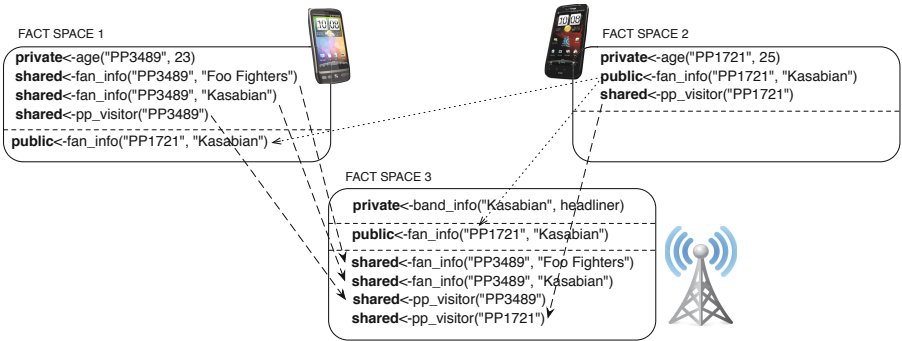 FACT SPACE 1
private<-age("PP3489", 23)
shared<-fan_info("PP3489", "Foo Fighters")
shared<-fan_info("PP3489", "Kasabian")
shared<-pp_visitor("PP3489")
public<-fan_info("PP1721", "Kasabian")
FACT SPACE 2
private<-age("PP1721", 25)
public<-fan_info("PP1721", "Kasabian")
shared<-pp_visitor("PP1721")
FACT SPACE 3
private<-band_info("Kasabian", headliner)
public<-fan_info("PP1721", "Kasabian")
shared<-fan_info("PP3489", "Foo Fighters")
shared<-fan_info("PP3489", "Kasabian")
shared<-pp_visitor("PP3489")
shared<-pp_visitor("PP1721")